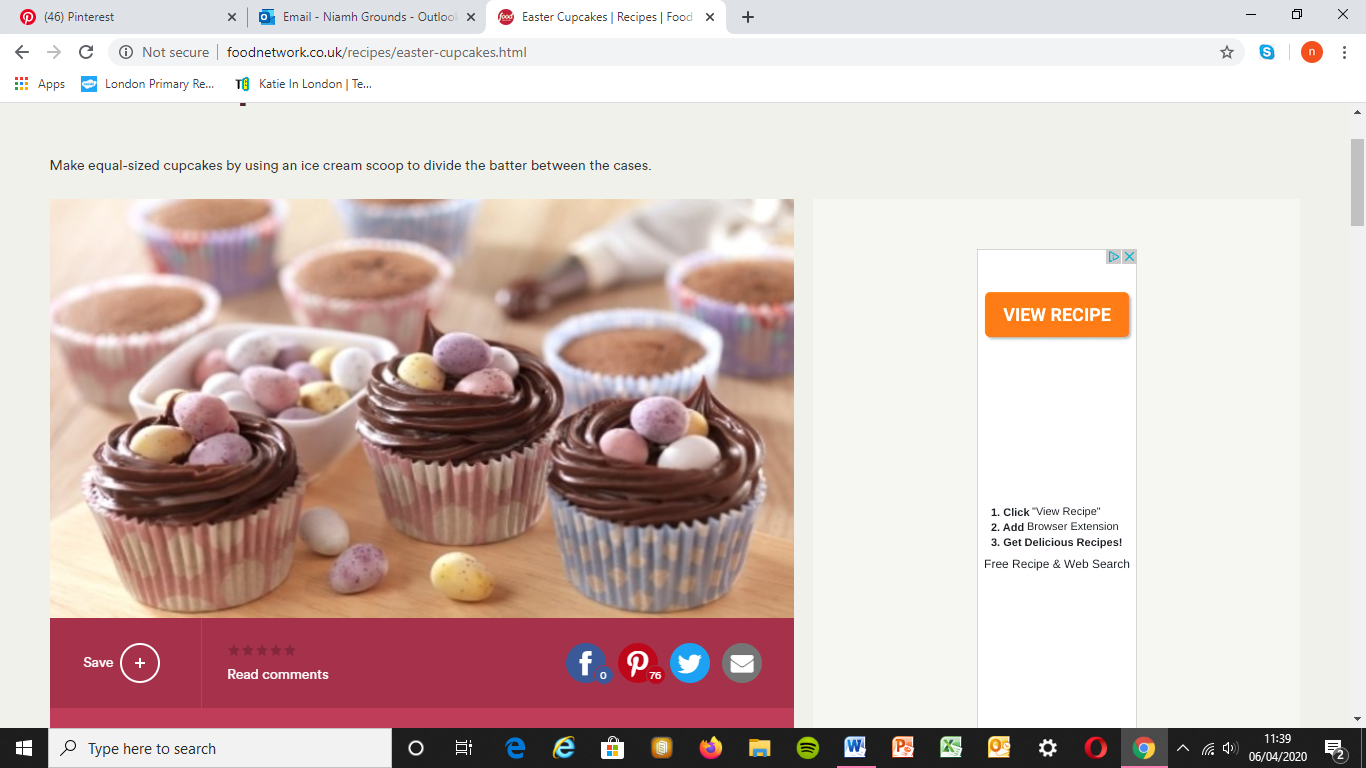 (46) Pinterest
Email - Niamh Grounds - Outlook
Easter Cupcakes | Recipes | Food
Not secure
foodnetwork.co.uk/recipes/easter-cupcakes.html
n
Apps
London Primary Re...
Katie In London | Te...
Make equal-sized cupcakes by using an ice cream scoop to divide the batter between the cases.
VIEW RECIPE
1. Click "View Recipe"
2. Add Browser Extension
3. Get Delicious Recipes!
Free Recipe & Web Search
Save
Read comments
0
76
Type here to search
11:39
06/04/2020
2